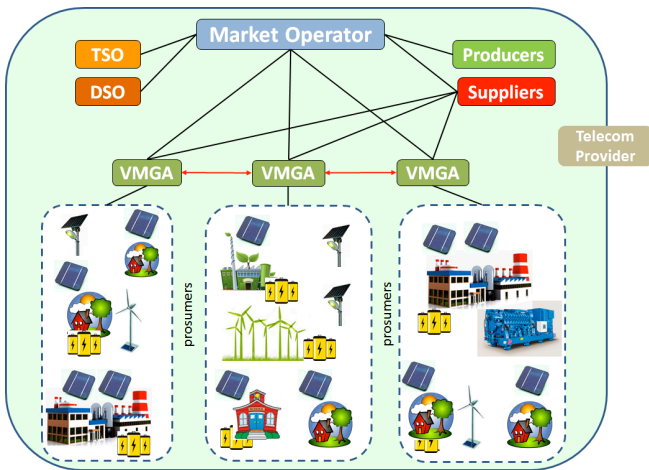 Market Operator
TSO
Producers
DSO
Suppliers
Telecom
Provider
VMGA
VMGA
VMGA
prosumers
prosumers